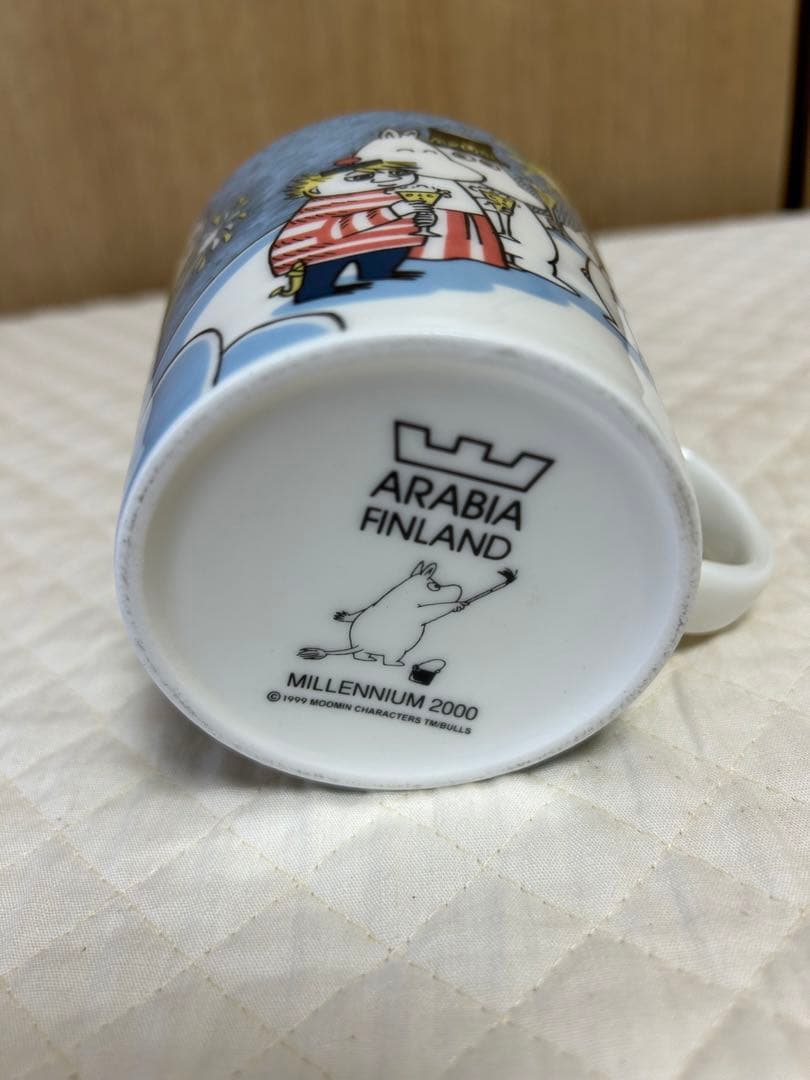 ARABIA
FINLAND
MILLENNIUM 2000
©1999 MOOMIN CHARACTERS TM/BULLS